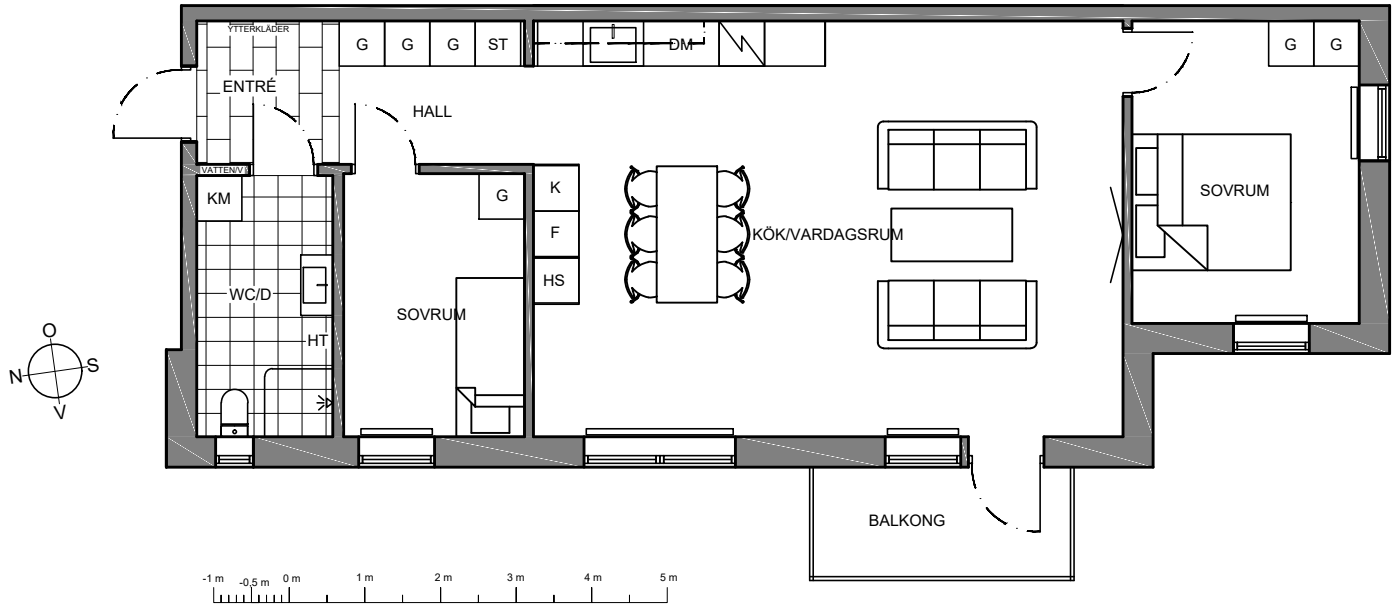 YTTERKLÄDER
G G G ST
DM
G G
ENTRÉ
HALL
VATTEN/V
KM
G
K
SOVRUM
F
KÖK/VARDAGSRUM
HS
WC/D
SOVRUM
HT
O
N S
V
BALKONG
-1 m -0,5 m 0 m 1 m 2 m 3 m 4 m 5 m